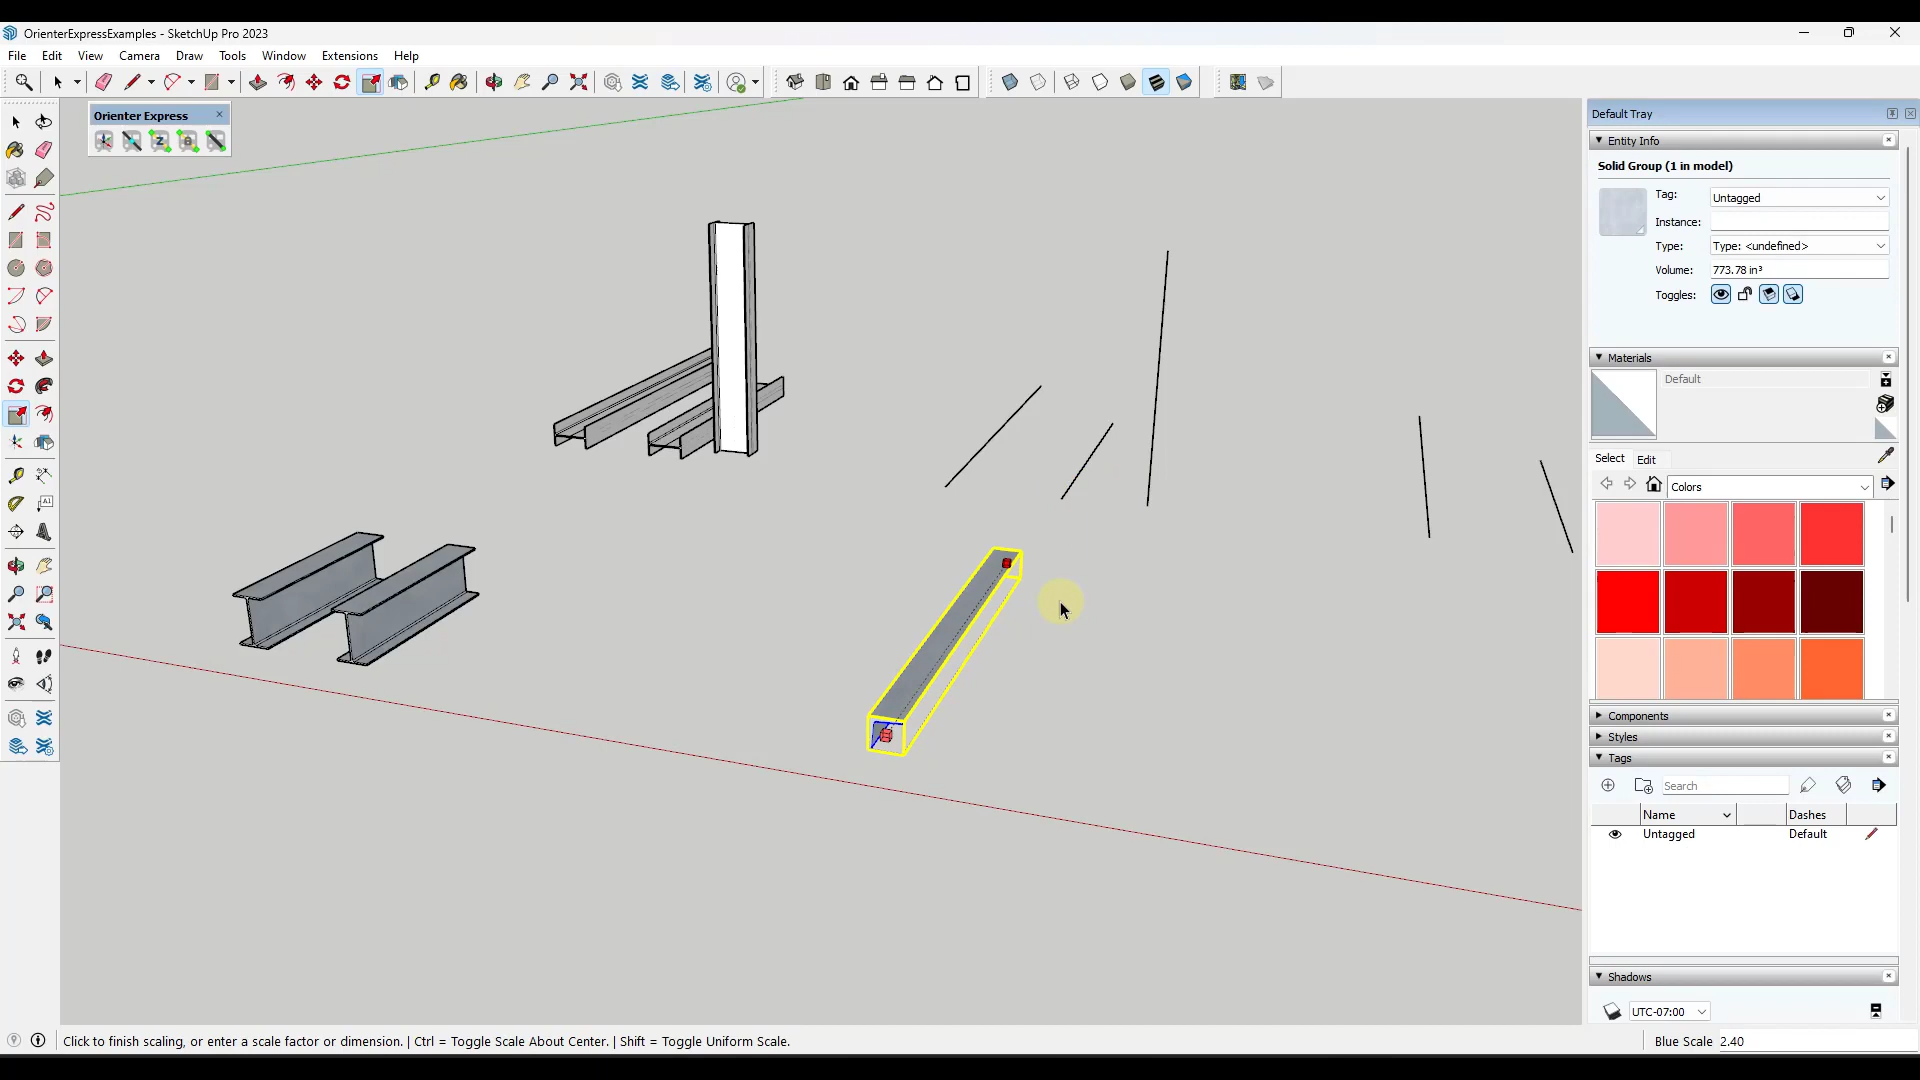 OrienterExpressExamples - SketchUp Pro 2023
File Edit View Camera Draw Tools Window Extensions Help
Orienter Express
Default Tray
Entity Info
Solid Group (1 in model)
Tag: Untagged
Instance:
Type: Type: <undefined>
Volume: 773.78 in³
Toggles:
Materials
Default
Select Edit
Colors
Components
Styles
Tags
Search
Name Dashes
Untagged Default
Shadows
UTC-07:00
Click to finish scaling, or enter a scale factor or dimension. | Ctrl = Toggle Scale About Center. | Shift = Toggle Uniform Scale.
Blue Scale 2.40